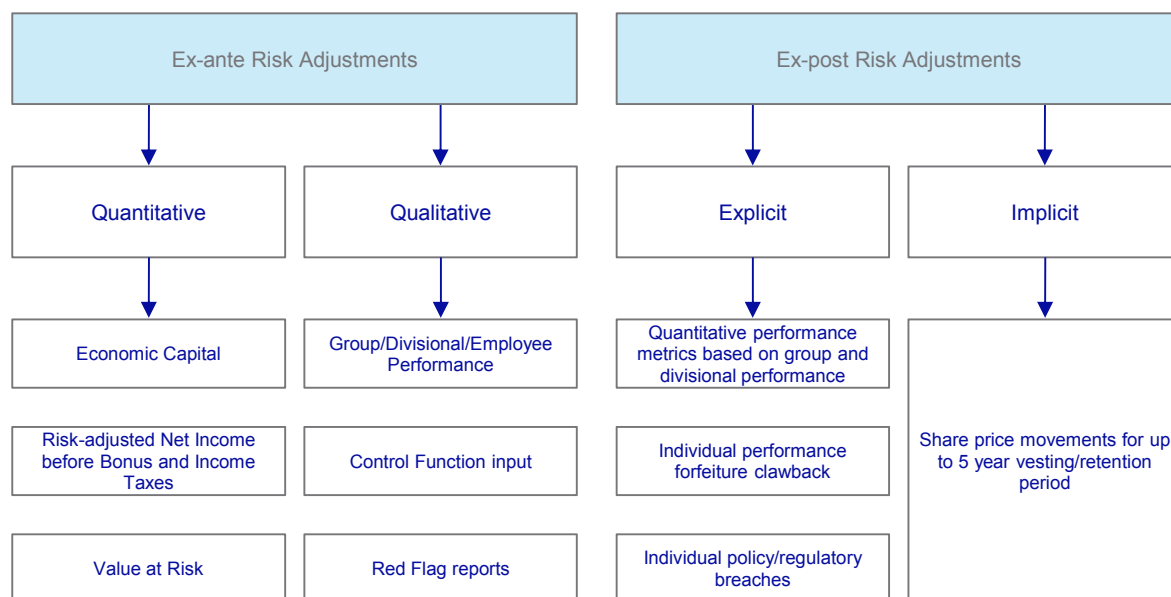 Ex-ante Risk Adjustments
Ex-post Risk Adjustments
Quantitative
Qualitative
Explicit
Implicit
Economic Capital
Group/Divisional/Employee
Performance
Quantitative performance
metrics based on group and
divisional performance
Share price movements for up
to 5 year vesting/retention
period
Risk-adjusted Net Income
before Bonus and Income
Taxes
Control Function input
Individual performance
forfeiture clawback
Value at Risk
Red Flag reports
Individual policy/regulatory
breaches